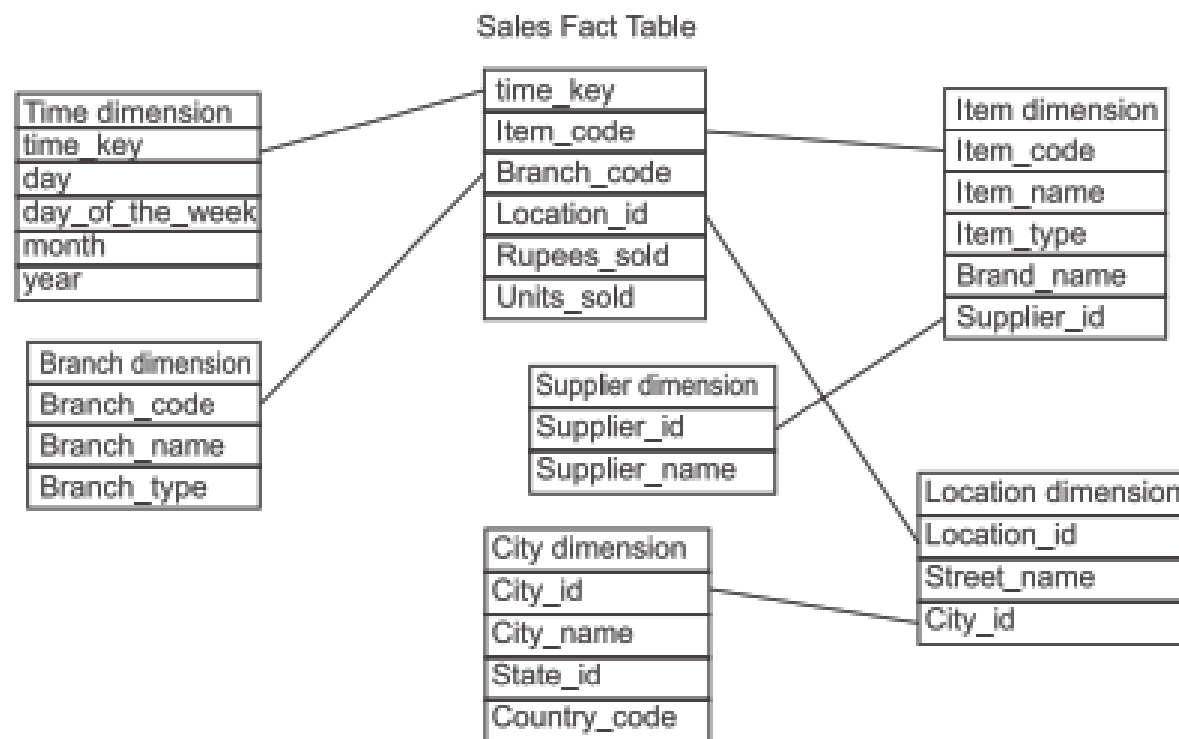 Sales Fact Table
Time dimension
time_key
day
day_of_the_week
month
year
time_key
Item_code
Branch_code
Location_id
Rupees_sold
Units_sold
Item dimension
Item_code
Item_name
Item_type
Brand_name
Supplier_id
Branch dimension
Branch_code
Branch_name
Branch_type
Supplier dimension
Supplier_id
Supplier_name
Location dimension
Location_id
Street_name
City_id
City dimension
City_id
City_name
State_id
Country_code